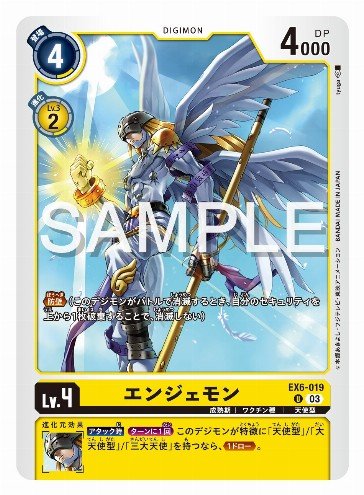 登場
DIGIMON
DP
4
4000
進化
Lv.3
2
SAMPLE
《防壁》(このデジモンがバトルで消滅するとき、自分のセキュリティを
上から1枚破棄することで、消滅しない)
Lv.4
エンジェモン
EX6-019
U 03
成熟期 | ワクチン種 | 天使型
進化元効果
アタック時 ターンに1回 このデジモンが特徴に「天使型」/「大
天使型」/「三大天使」を持つなら、1ドロー。